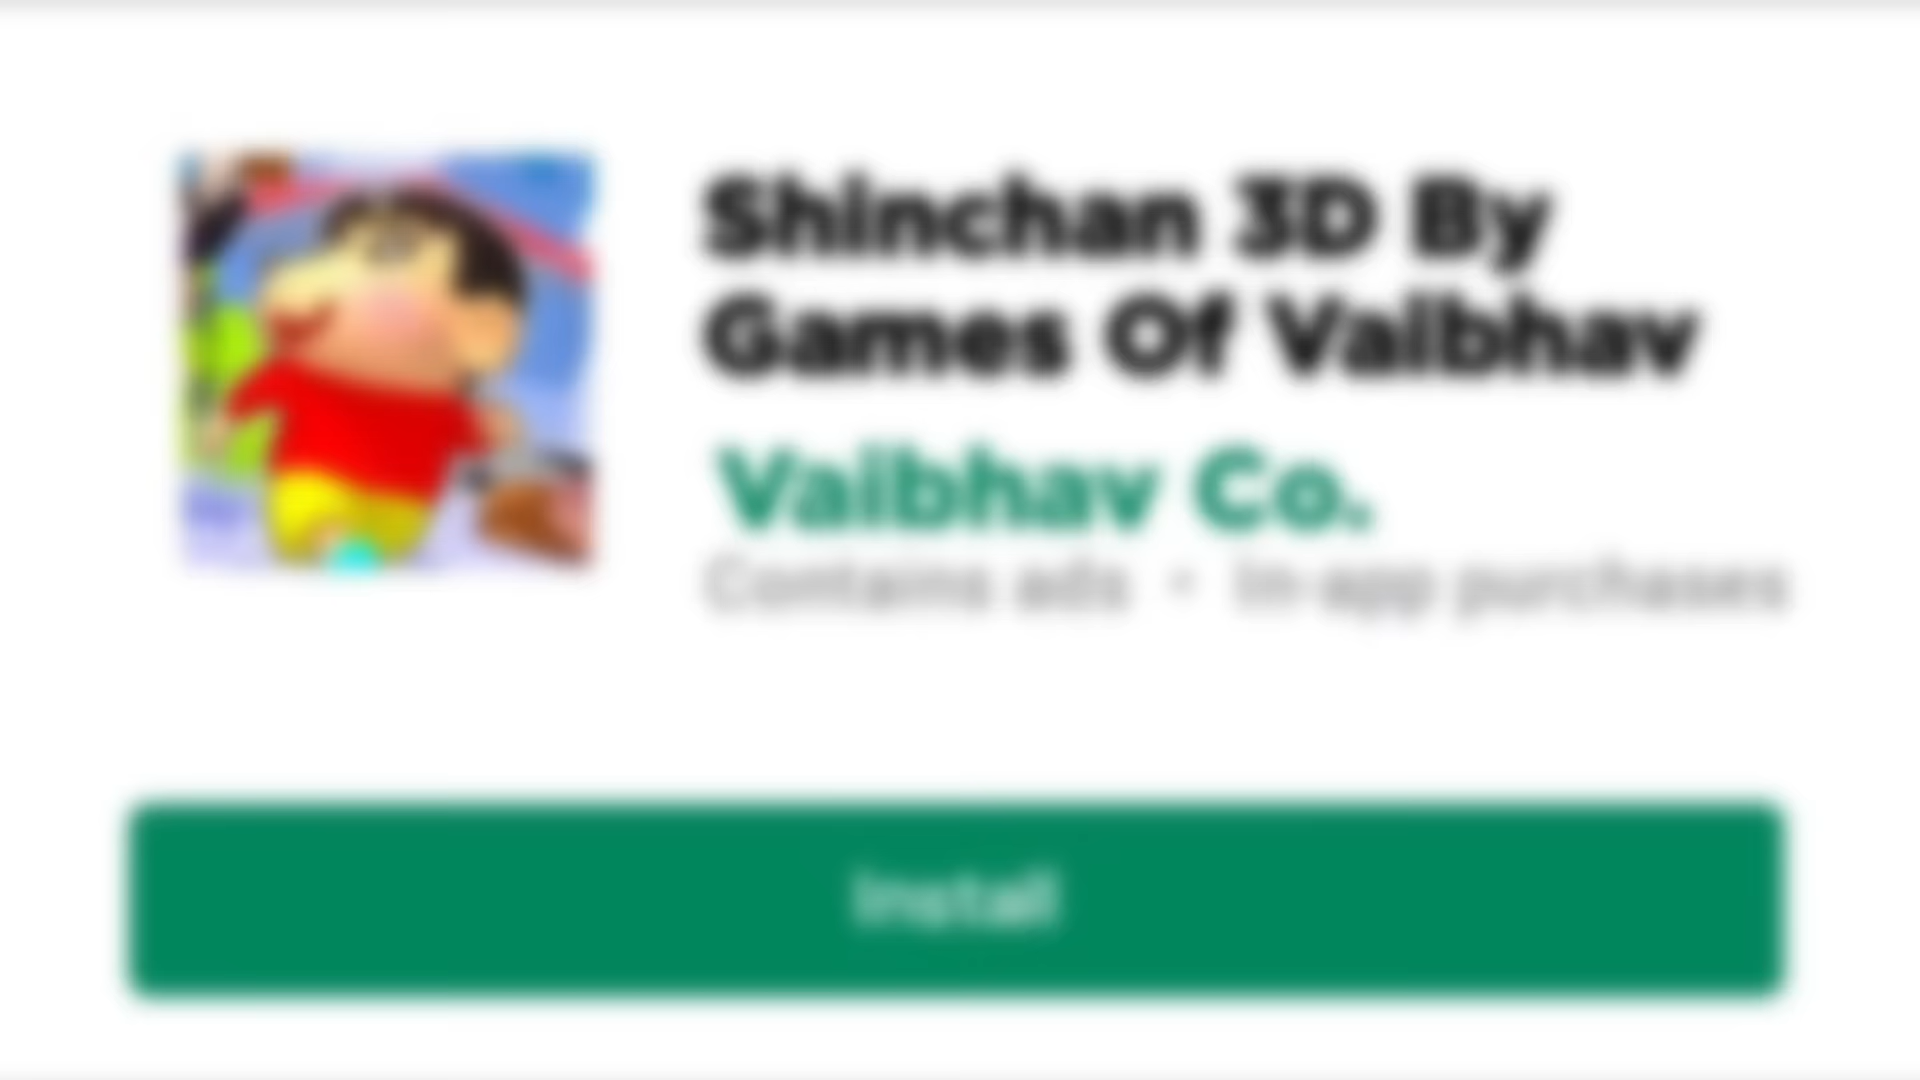 Shinchan 3D By
Games Of Vaibhav
Vaibhav Co.
Contains ads • In-app purchases
Install